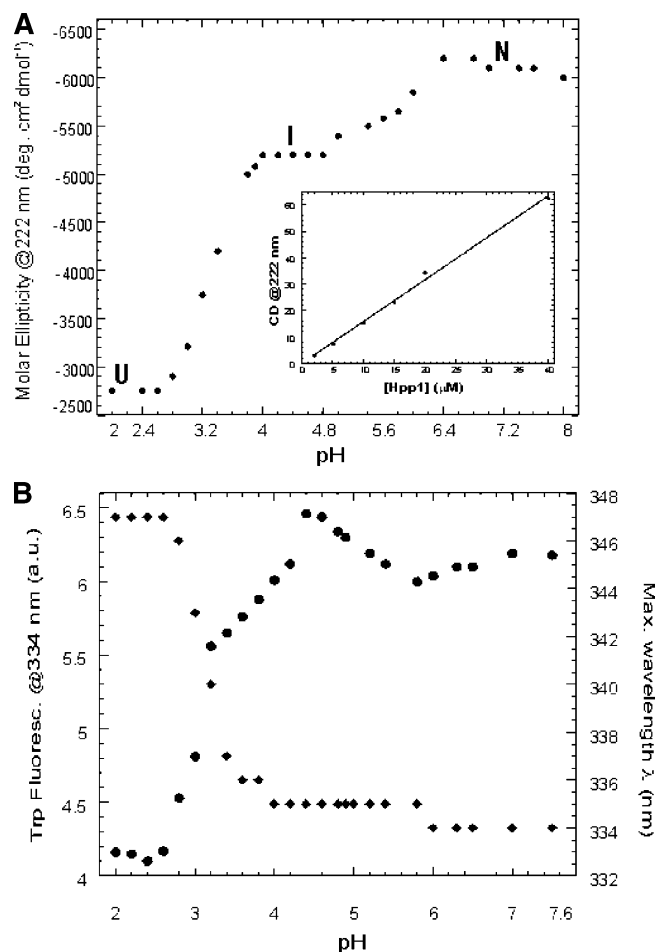 A
Molar Ellipticity @222 nm (deg. cm² dmol⁻¹)
-6500
-6000
-5500
-5000
-4500
-4000
-3500
-3000
-2500
U
I
N
CD @222 nm
60
50
40
30
20
10
0
0 5 10 15 20 25 30 35 40
[Hpp1] (µM)
2 2.4 3.2 4 4.8 5.6 6.4 7.2 8
pH
B
Trp Fluoresc. @334 nm (a.u.)
6.5
6
5.5
5
4.5
4
348
346
344
342
340
338
336
334
332
Max. wavelength λ (nm)
2 3 4 5 6 7 7.6
pH